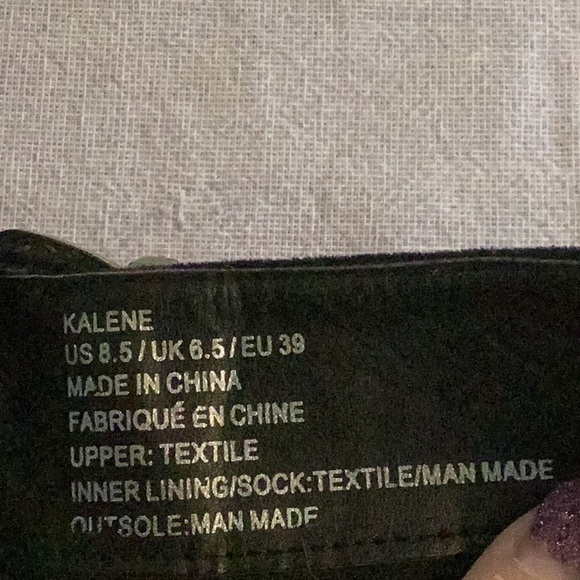 KALENE
US 8.5 / UK 6.5 / EU 39
MADE IN CHINA
FABRIQUÉ EN CHINE
UPPER: TEXTILE
INNER LINING/SOCK:TEXTILE/MAN MADE
OUTSOLE:MAN MADE